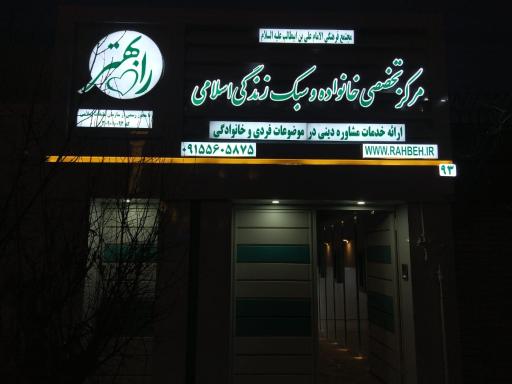 مجتمع فرهنگی الامام علی بن ابیطالب علیه السلام
راه بهتر
مرکز تخصصی خانواده و سبک زندگی اسلامی
ارائه خدمات مشاوره دینی در موضوعات فردی و خانوادگی
۰۹۱۵۵۶۰۵۸۷۵
WWW.RAHBEH.IR
۹۳